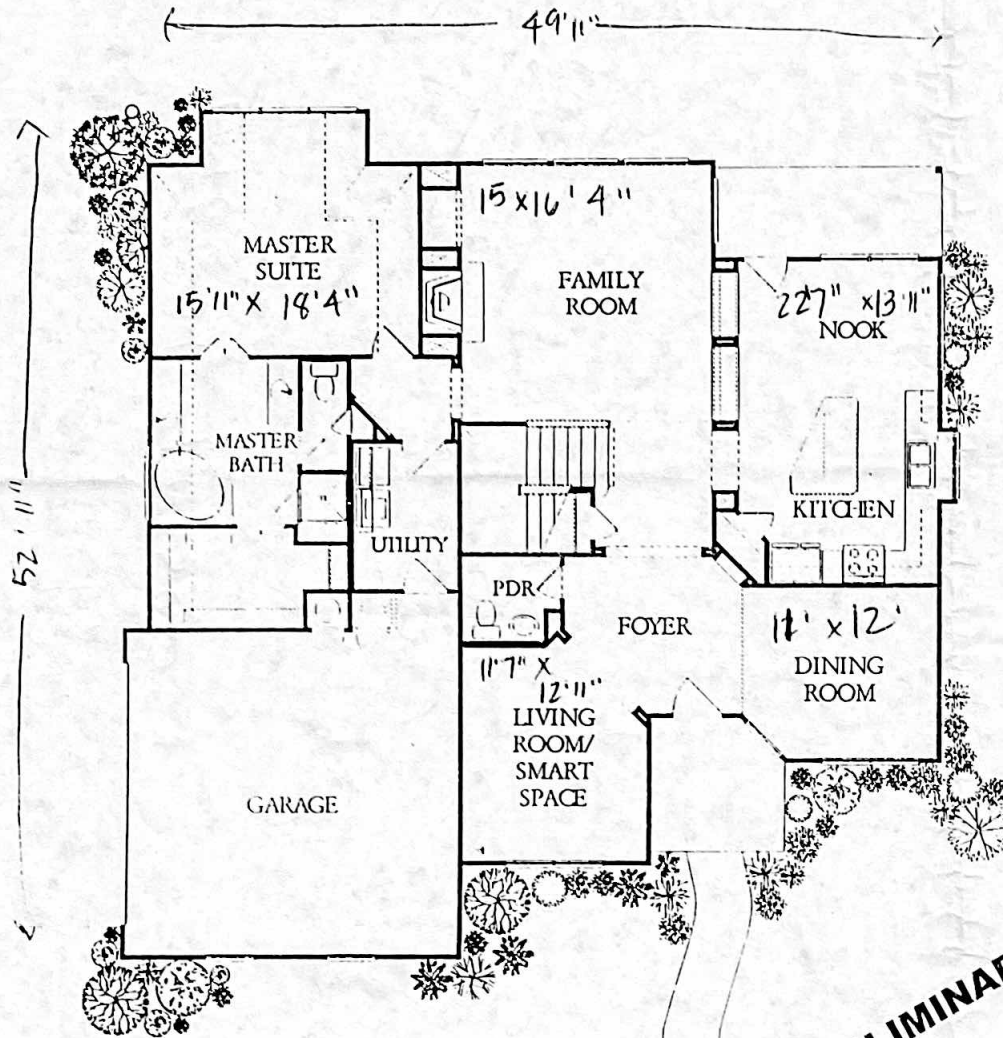 49'11"
15 x 16' 4"
MASTER
SUITE
15'11" X 18'4"
FAMILY
ROOM
22'7" x 13'11"
NOOK
MASTER
BATH
52'11"
KITCHEN
UTILITY
PDR
FOYER
11' x 12'
DINING
ROOM
11'7" X
12'11"
LIVING
ROOM/
SMART
SPACE
GARAGE
LIMINAR